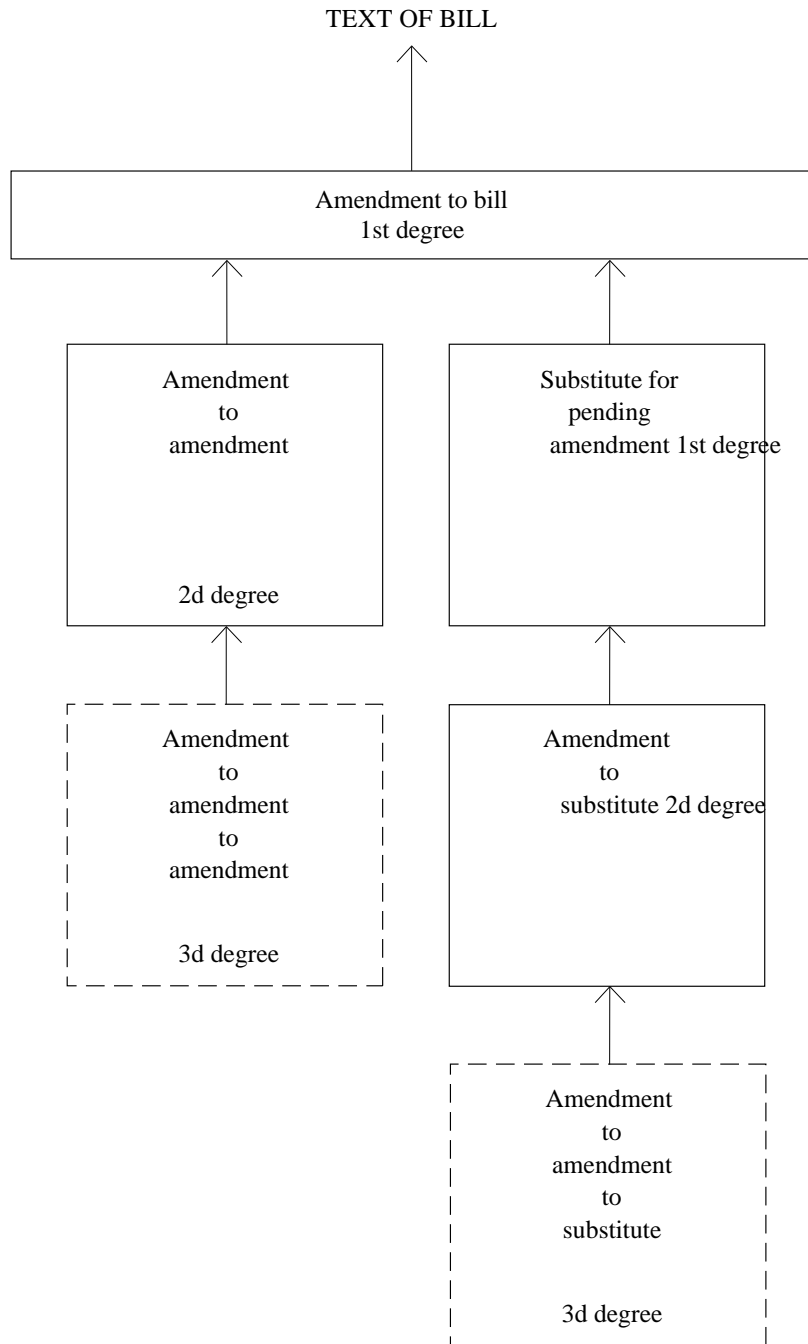 TEXT OF BILL
Amendment to bill
1st degree
Amendment
to
amendment
2d degree
Substitute for
pending
amendment 1st degree
Amendment
to
amendment
to
amendment
3d degree
Amendment
to
substitute 2d degree
Amendment
to
amendment
to
substitute
3d degree